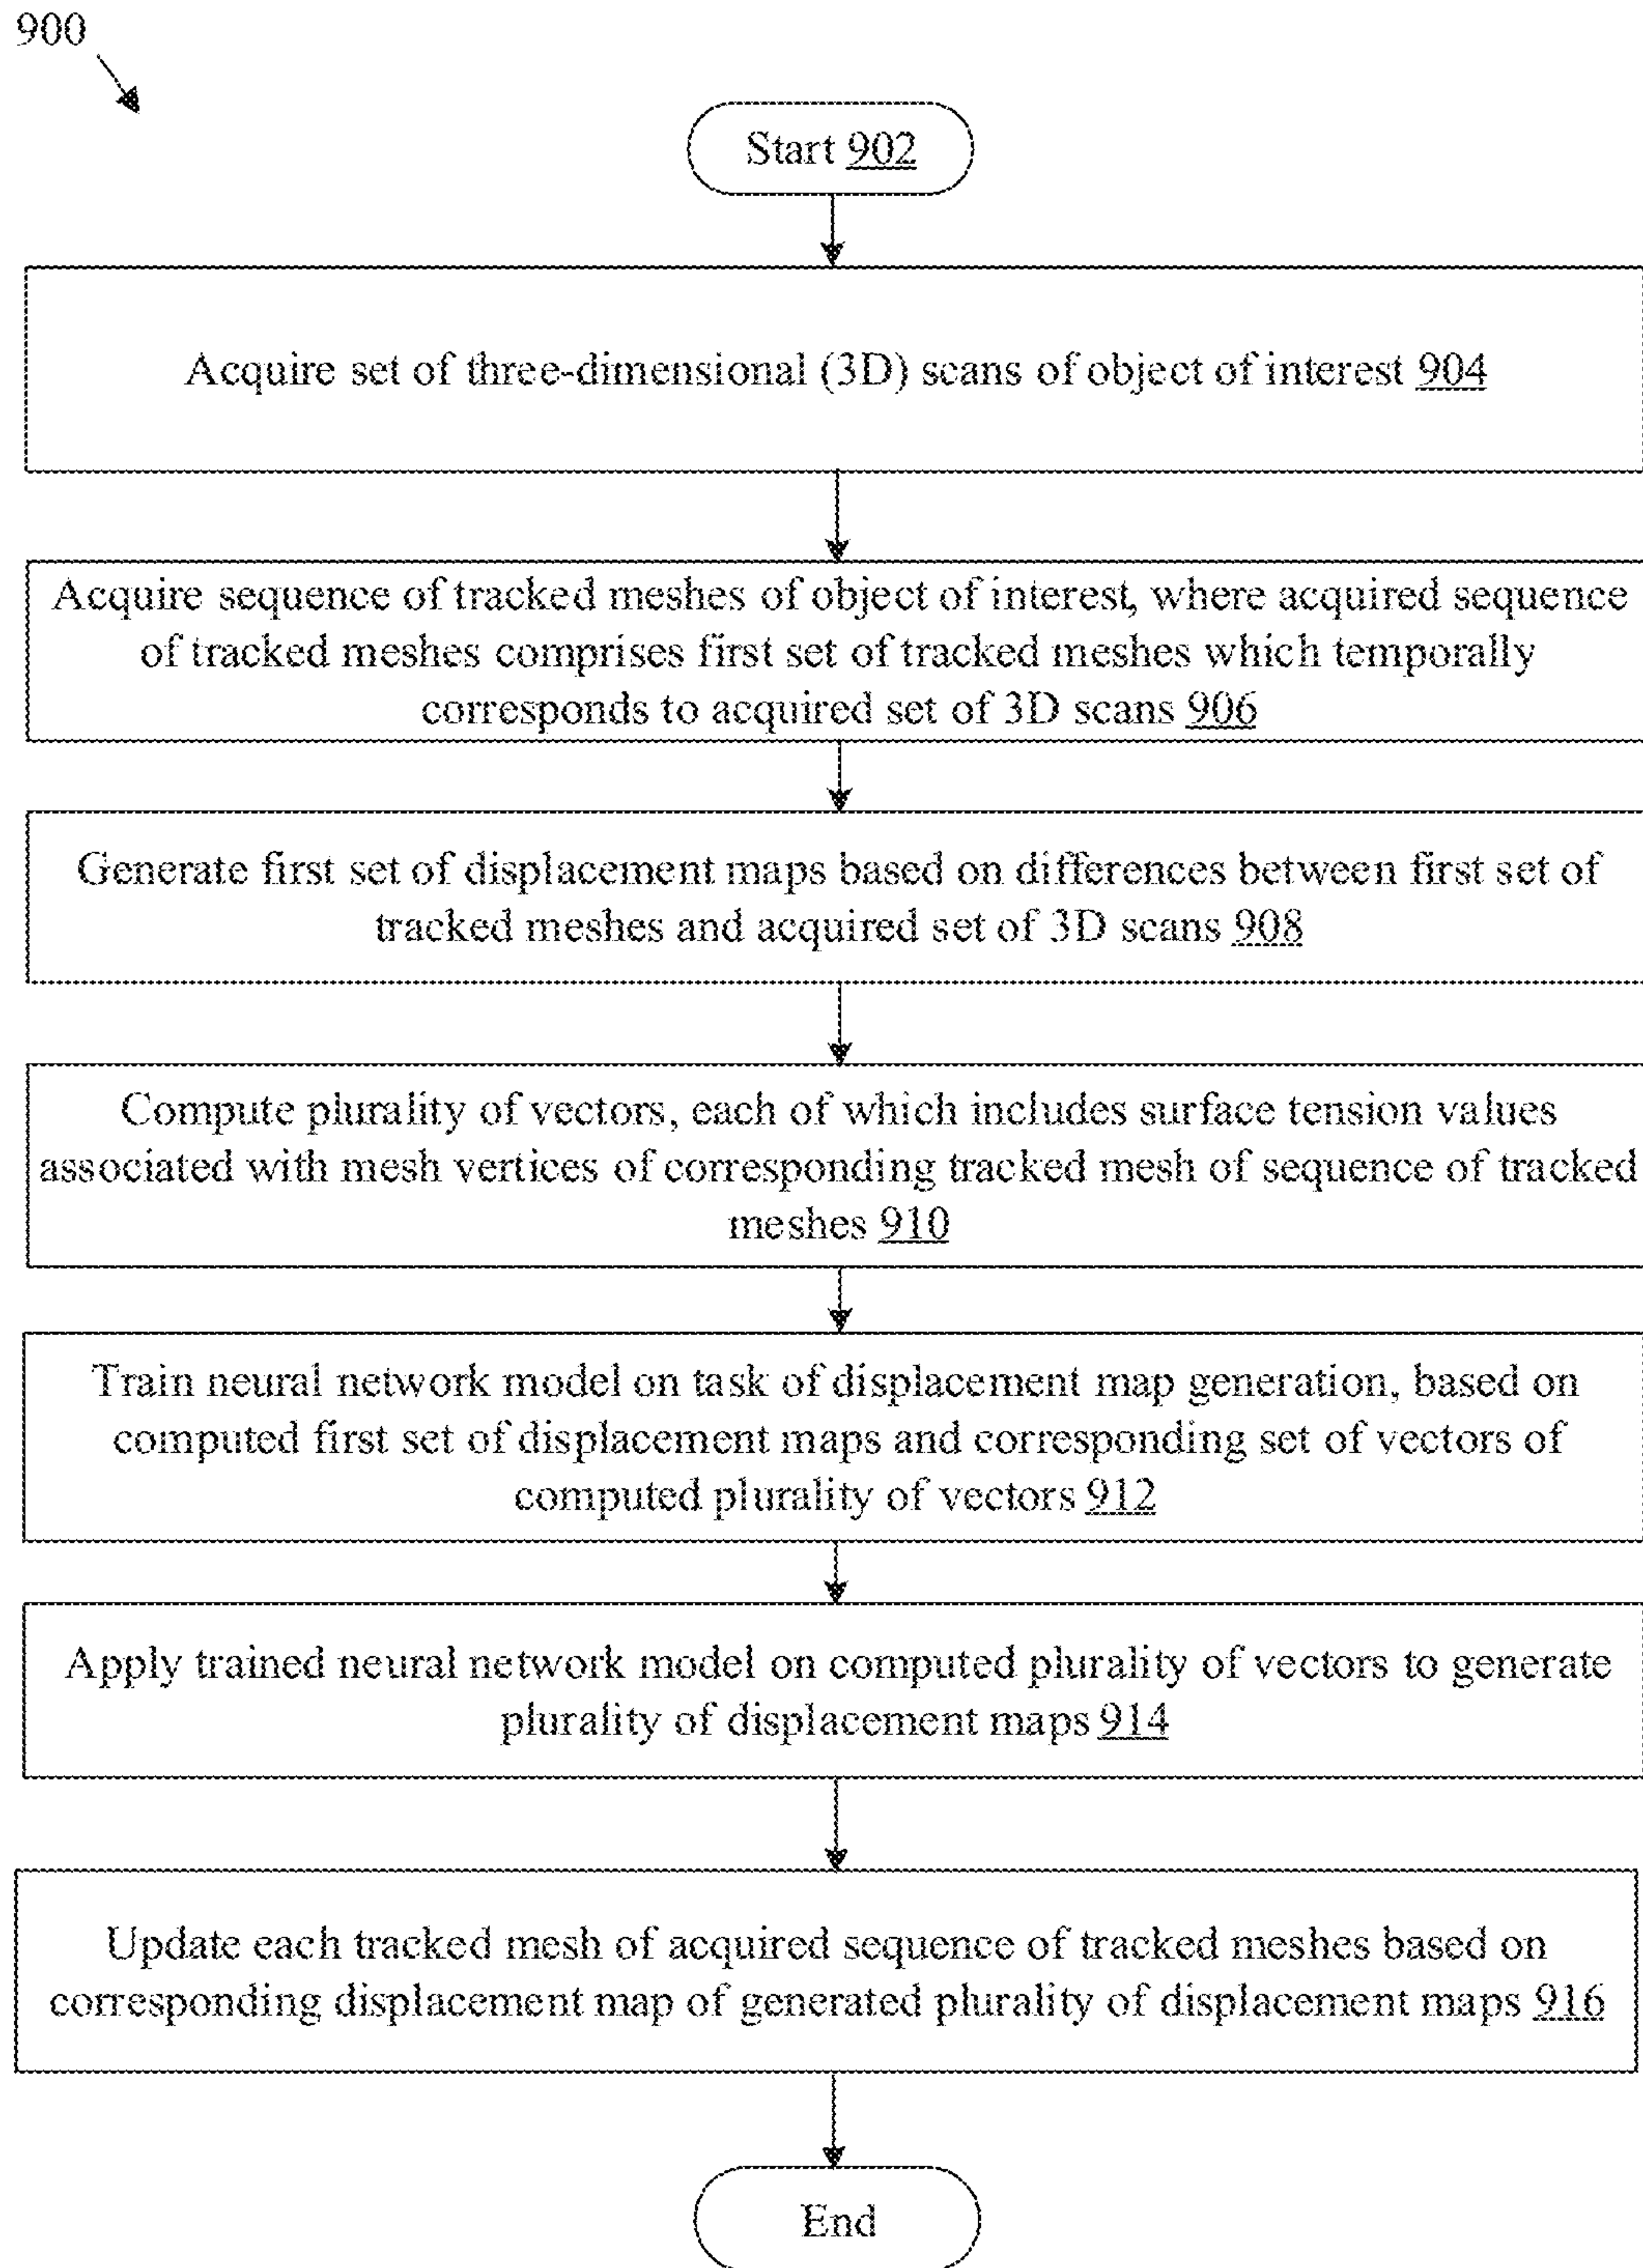 900
Start 902
Acquire set of three-dimensional (3D) scans of object of interest 904
Acquire sequence of tracked meshes of object of interest, where acquired sequence
of tracked meshes comprises first set of tracked meshes which temporally
corresponds to acquired set of 3D scans 906
Generate first set of displacement maps based on differences between first set of
tracked meshes and acquired set of 3D scans 908
Compute plurality of vectors, each of which includes surface tension values
associated with mesh vertices of corresponding tracked mesh of sequence of tracked
meshes 910
Train neural network model on task of displacement map generation, based on
computed first set of displacement maps and corresponding set of vectors of
computed plurality of vectors 912
Apply trained neural network model on computed plurality of vectors to generate
plurality of displacement maps 914
Update each tracked mesh of acquired sequence of tracked meshes based on
corresponding displacement map of generated plurality of displacement maps 916
End